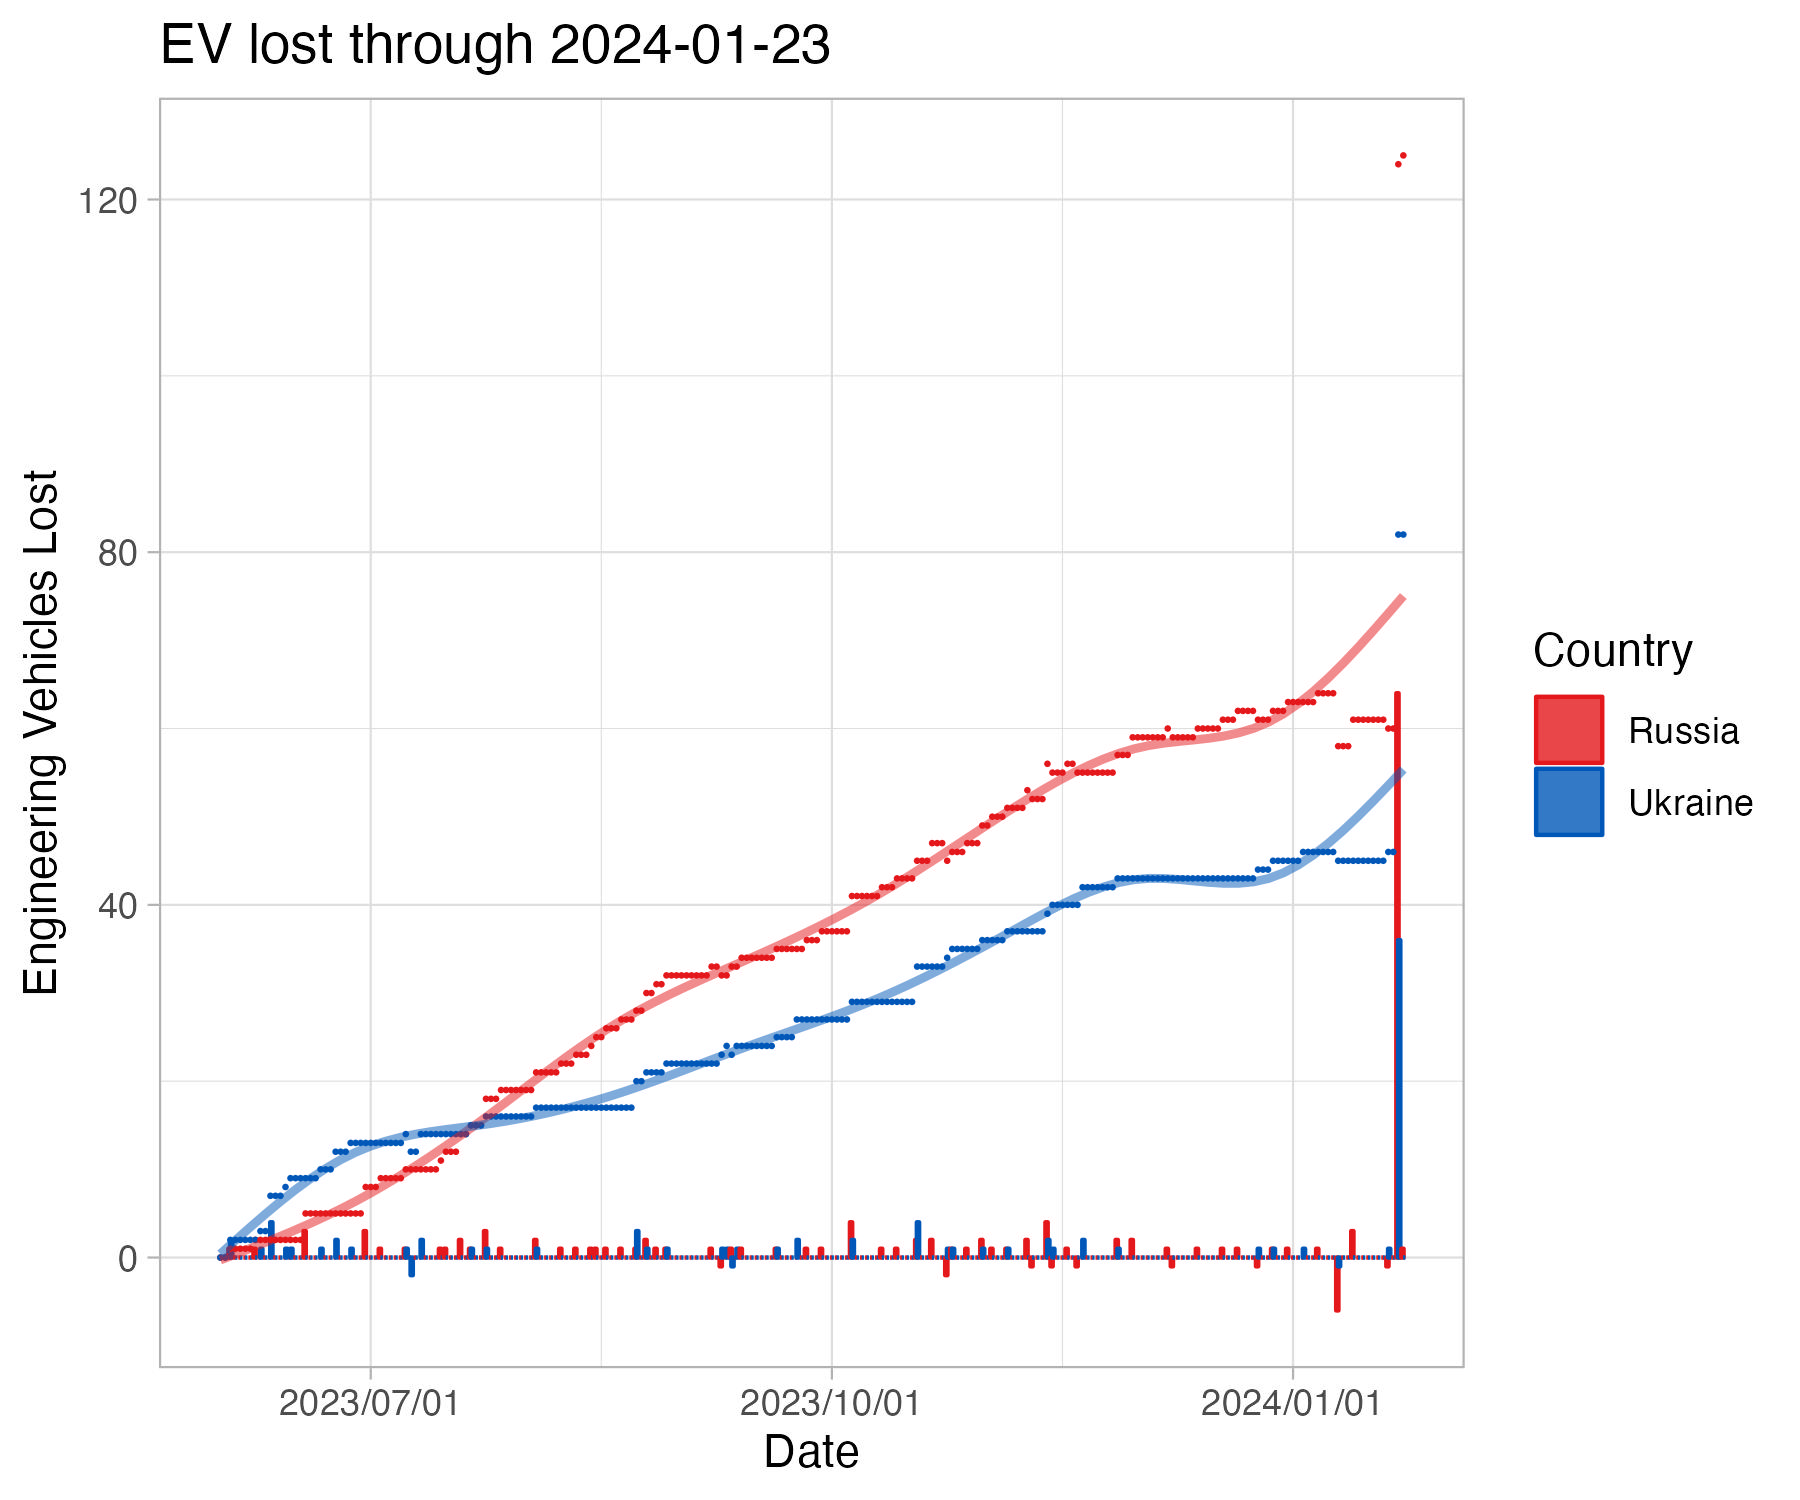 EV lost through 2024-01-23
Engineering Vehicles Lost
120
80
40
0
2023/07/01
2023/10/01
2024/01/01
Date
Country
Russia
Ukraine